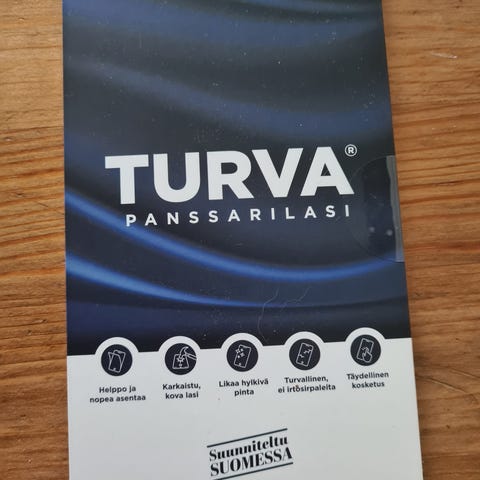 TURVA®
PANSSARILASI
Helppo ja
nopea asentaa
Karkaistu,
kova lasi
Likaa hylkivä
pinta
Turvallinen,
ei irtosirpaleita
Täydellinen
kosketus
Suunniteltu
SUOMESSA